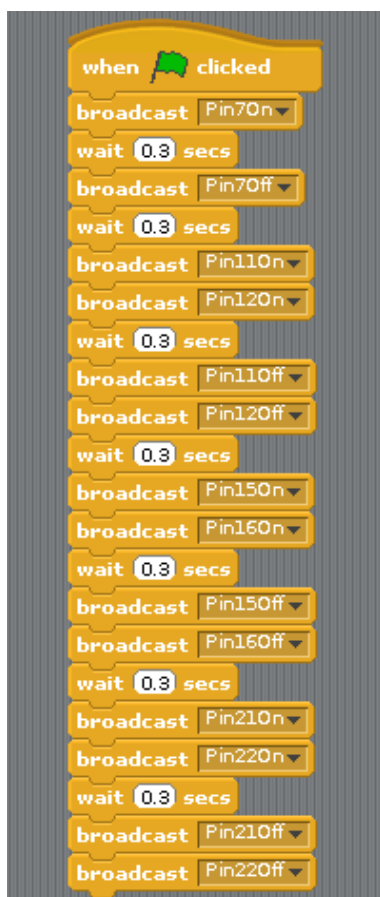 when clicked
broadcast Pin7On
wait 0.3 secs
broadcast Pin7Off
wait 0.3 secs
broadcast Pin11On
broadcast Pin12On
wait 0.3 secs
broadcast Pin11Off
broadcast Pin12Off
wait 0.3 secs
broadcast Pin15On
broadcast Pin16On
wait 0.3 secs
broadcast Pin15Off
broadcast Pin16Off
wait 0.3 secs
broadcast Pin21On
broadcast Pin22On
wait 0.3 secs
broadcast Pin21Off
broadcast Pin22Off